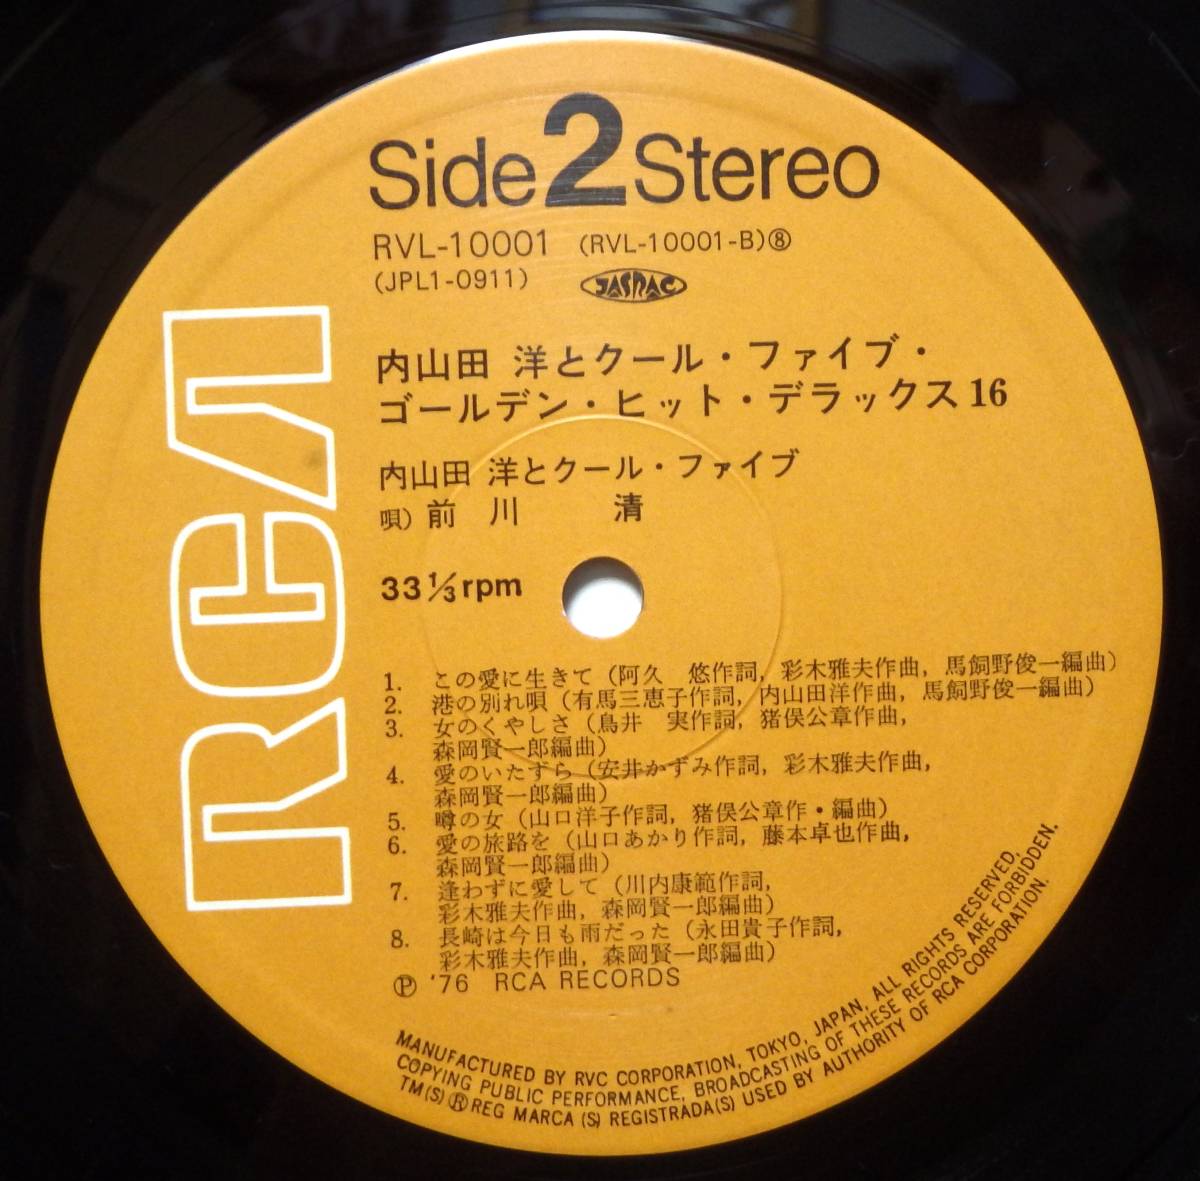 Side 2 Stereo
RVL-10001 (RVL-10001-B)⑧
(JPL1-0911)
JASRAC
RCA
内山田 洋とクール・ファイブ・
ゴールデン・ヒット・デラックス16
内山田 洋とクール・ファイブ
唄) 前川 清
33 1/3 rpm
1. この愛に生きて (阿久 悠作詞, 彩木雅夫作曲, 馬飼野俊一編曲)
2. 港の別れ唄 (有馬三恵子作詞, 内山田洋作曲, 馬飼野俊一編曲)
3. 女のくやしさ (鳥井 実作詞, 猪俣公章作曲,
森岡賢一郎編曲)
4. 愛のいたずら (安井かずみ作詞, 彩木雅夫作曲,
森岡賢一郎編曲)
5. 噂の女 (山口洋子作詞, 猪俣公章作・編曲)
6. 愛の旅路を (山口あかり作詞, 藤本卓也作曲,
森岡賢一郎編曲)
7. 逢わずに愛して (川内康範作詞,
彩木雅夫作曲, 森岡賢一郎編曲)
8. 長崎は今日も雨だった (永田貴子作詞,
彩木雅夫作曲, 森岡賢一郎編曲)
Ⓟ '76 RCA RECORDS
MANUFACTURED BY RVC CORPORATION, TOKYO, JAPAN, ALL RIGHTS RESERVED,
COPYING PUBLIC PERFORMANCE, BROADCASTING OF THESE RECORDS ARE FORBIDDEN.
TM(S) ® REG MARCA (S) REGISTRADA(S) USED BY AUTHORITY OF RCA CORPORATION.